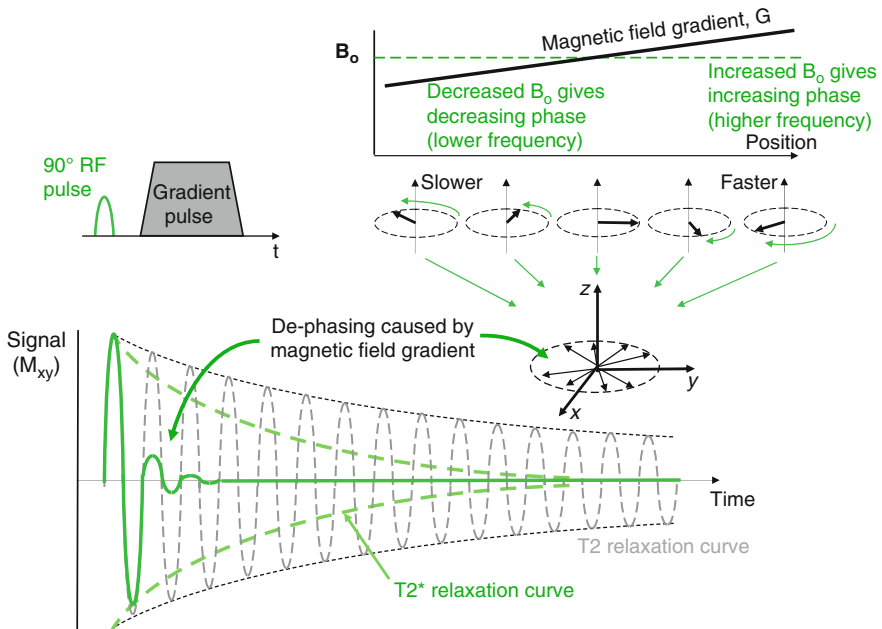 Magnetic field gradient, G
Bo
Decreased Bo gives
decreasing phase
(lower frequency)
Increased Bo gives
increasing phase
(higher frequency)
Position
90° RF
pulse
Gradient
pulse
t
Slower
Faster
z
y
x
Signal
(Mxy)
De-phasing caused by
magnetic field gradient
Time
T2 relaxation curve
T2* relaxation curve